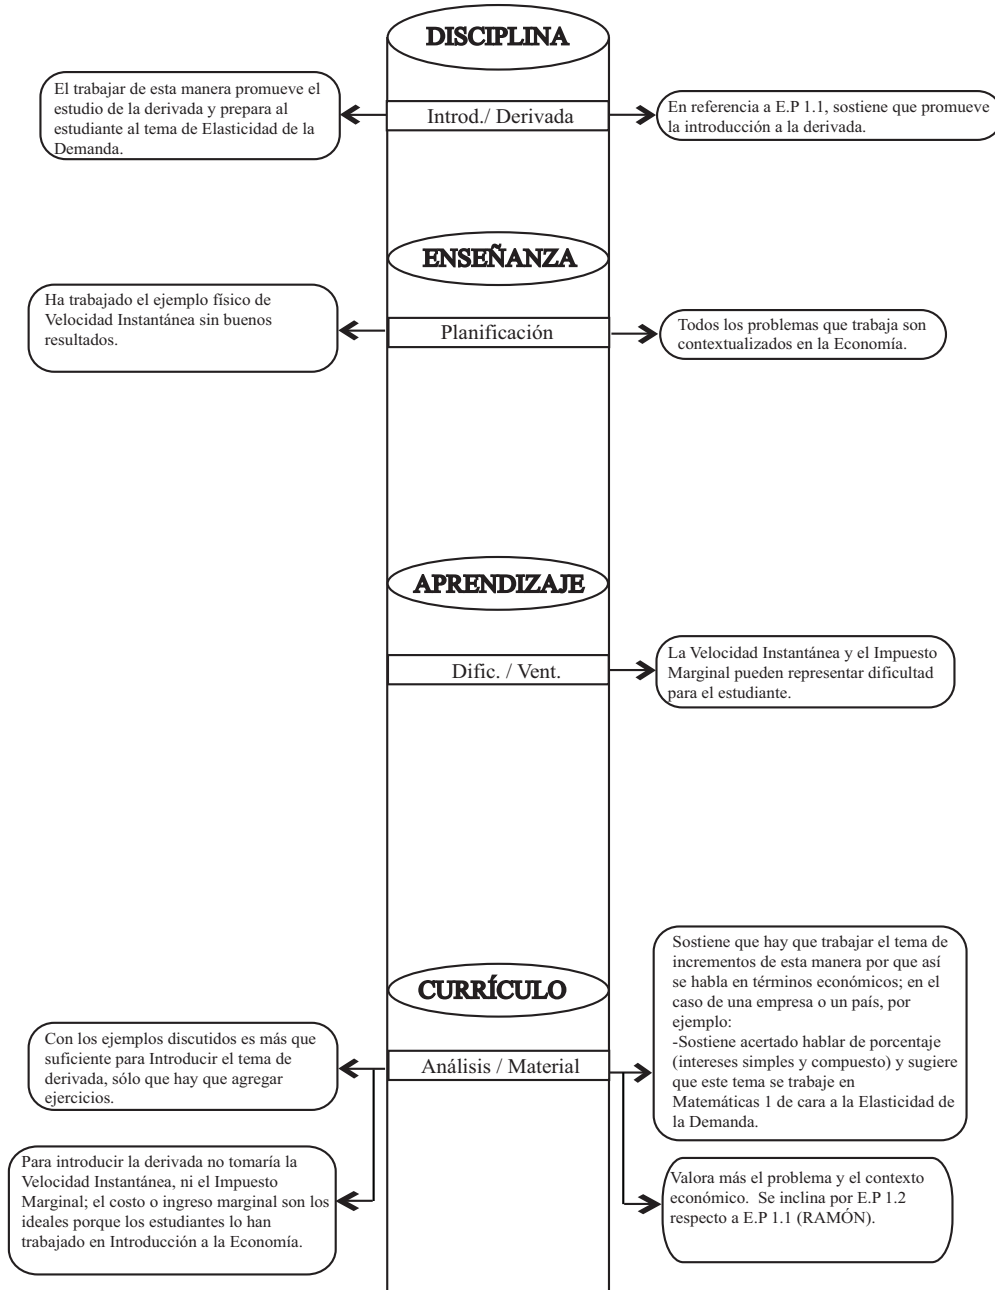 DISCIPLINA
El trabajar de esta manera promueve el
estudio de la derivada y prepara al
estudiante al tema de Elasticidad de la
Demanda.
Introd./ Derivada
En referencia a E.P 1.1, sostiene que promueve
la introducción a la derivada.
ENSEÑANZA
Ha trabajado el ejemplo físico de
Velocidad Instantánea sin buenos
resultados.
Planificación
Todos los problemas que trabaja son
contextualizados en la Economía.
APRENDIZAJE
Dific. / Vent.
La Velocidad Instantánea y el Impuesto
Marginal pueden representar dificultad
para el estudiante.
CURRÍCULO
Con los ejemplos discutidos es más que
suficiente para Introducir el tema de
derivada, sólo que hay que agregar
ejercicios.
Análisis / Material
Sostiene que hay que trabajar el tema de
incrementos de esta manera por que así
se habla en términos económicos; en el
caso de una empresa o un país, por
ejemplo:
-Sostiene acertado hablar de porcentaje
(intereses simples y compuesto) y sugiere
que este tema se trabaje en
Matemáticas 1 de cara a la Elasticidad de
la Demanda.
Para introducir la derivada no tomaría la
Velocidad Instantánea, ni el Impuesto
Marginal; el costo o ingreso marginal son los
ideales porque los estudiantes lo han
trabajado en Introducción a la Economía.
Valora más el problema y el contexto
económico. Se inclina por E.P 1.2
respecto a E.P 1.1 (RAMÓN).